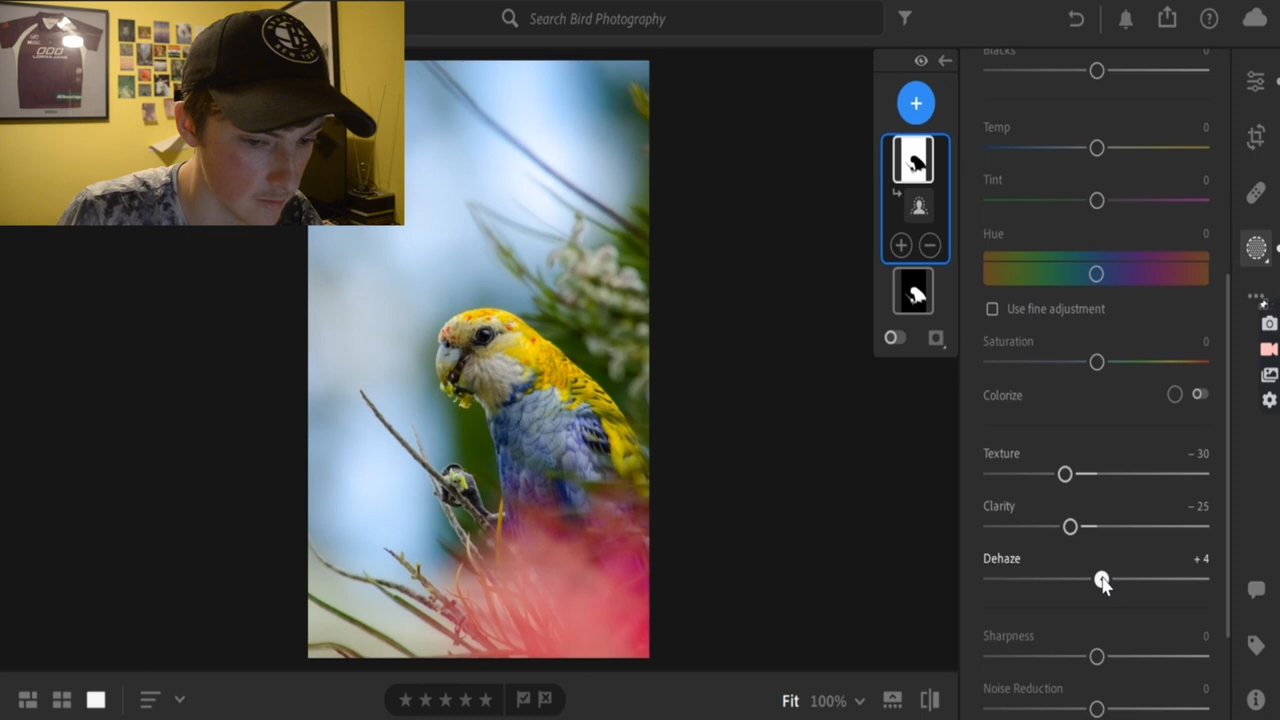 Search Bird Photography
Blacks 0
Temp 0
Tint 0
Hue 0
Use fine adjustment
Saturation 0
Colorize
Texture – 30
Clarity – 25
Dehaze + 4
Sharpness 0
Noise Reduction 0
Fit 100%